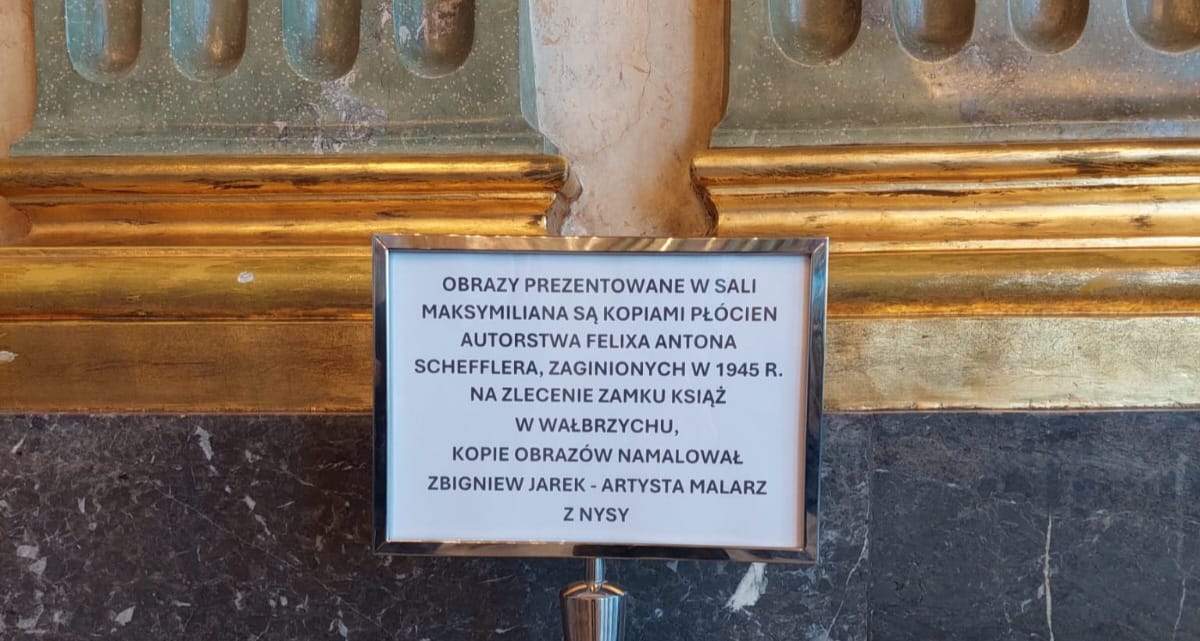 OBRAZY PREZENTOWANE W SALI
MAKSYMILIANA SĄ KOPIAMI PŁÓCIEN
AUTORSTWA FELIXA ANTONA
SCHEFFLERA, ZAGINIONYCH W 1945 R.
NA ZLECENIE ZAMKU KSIĄŻ
W WAŁBRZYCHU,
KOPIE OBRAZÓW NAMALOWAŁ
ZBIGNIEW JAREK - ARTYSTA MALARZ
Z NYSY